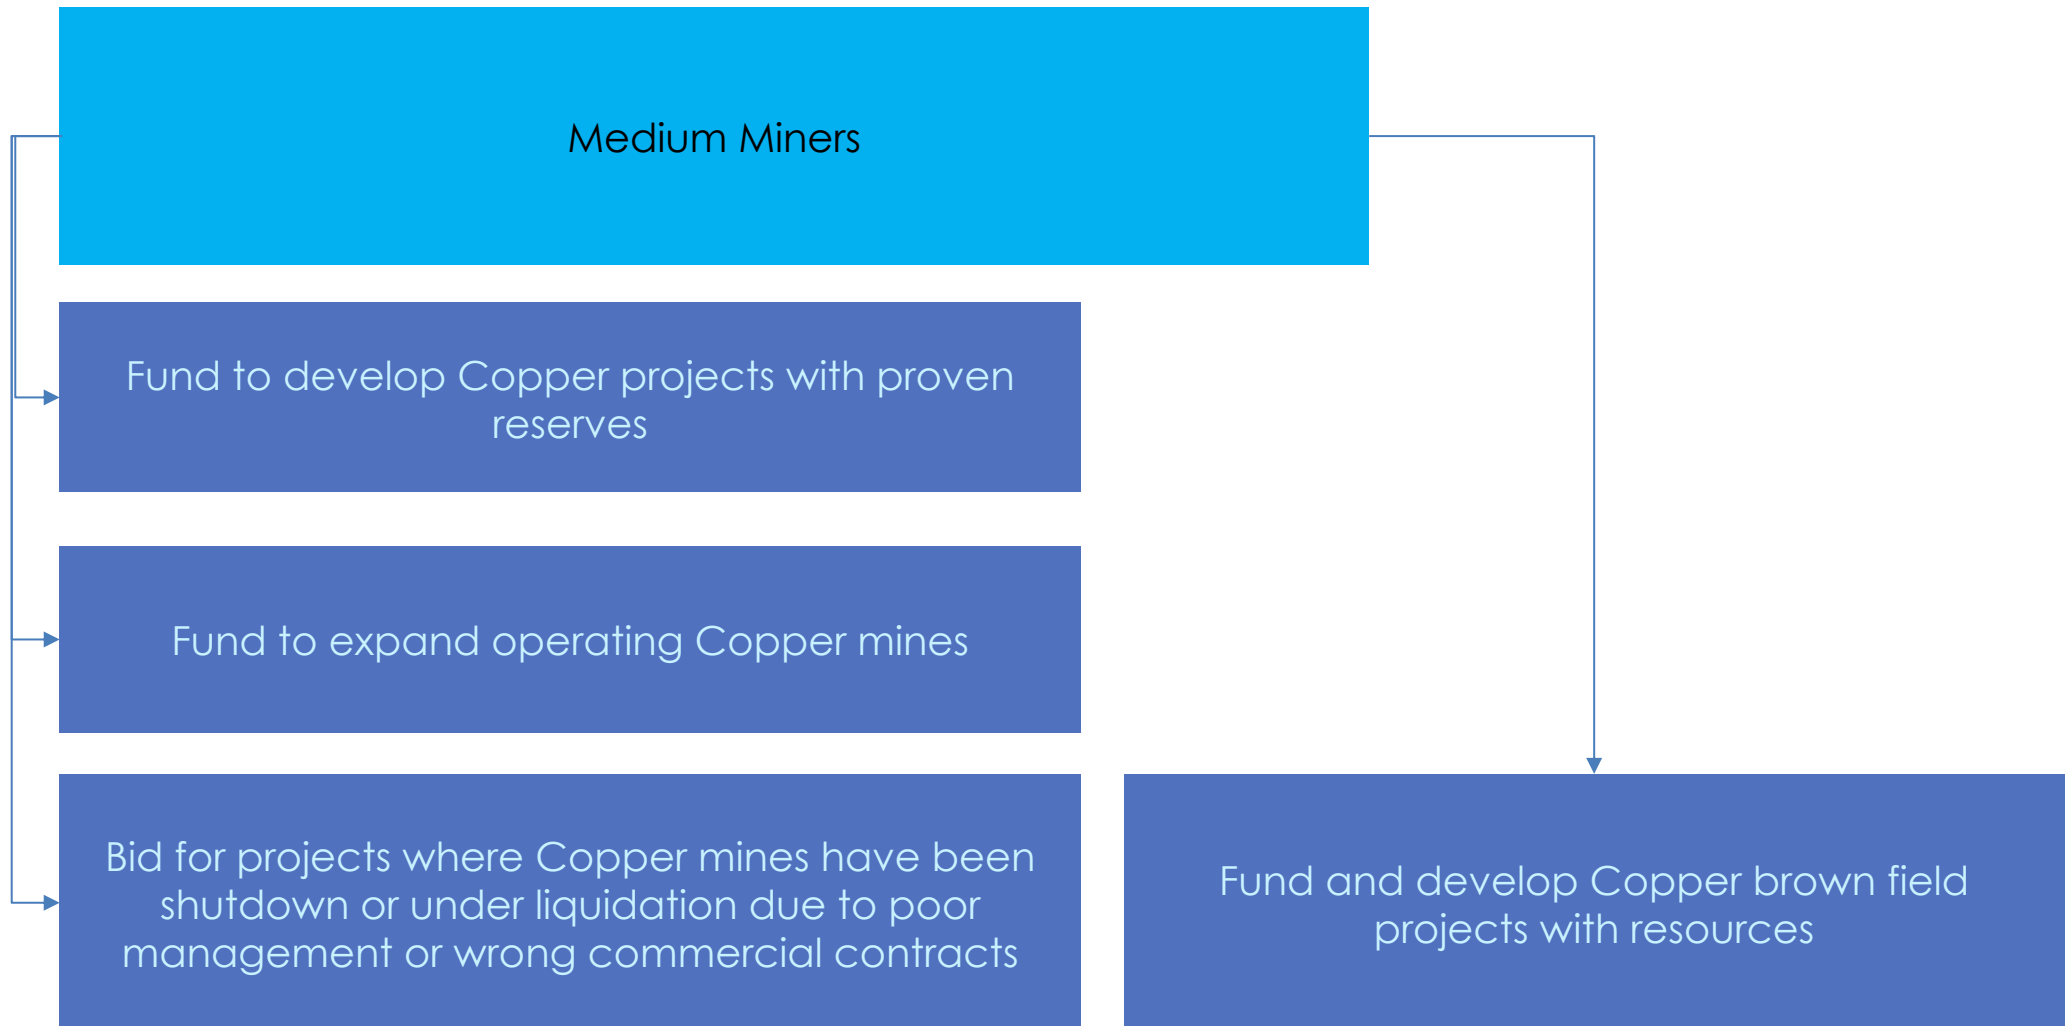 Medium Miners
Fund to develop Copper projects with proven
reserves
Fund to expand operating Copper mines
Bid for projects where Copper mines have been
shutdown or under liquidation due to poor
management or wrong commercial contracts
Fund and develop Copper brown field
projects with resources